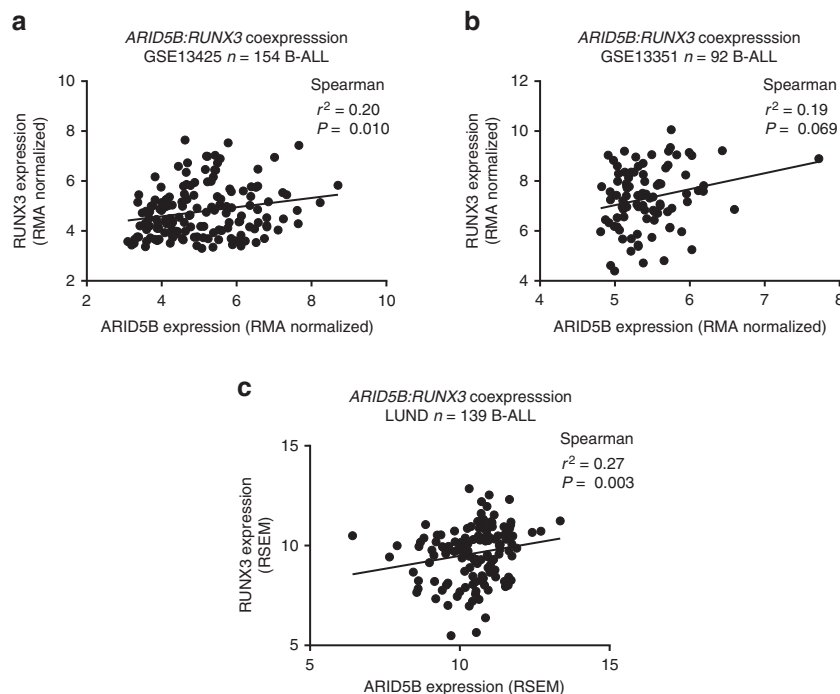 a
ARID5B:RUNX3 coexpresssion
GSE13425 n = 154 B-ALL
Spearman
r² = 0.20
P = 0.010
RUNX3 expression
(RMA normalized)
10
8
6
4
2
2 4 6 8 10
ARID5B expression (RMA normalized)
b
ARID5B:RUNX3 coexpresssion
GSE13351 n = 92 B-ALL
Spearman
r² = 0.19
P = 0.069
RUNX3 expression
(RMA normalized)
12
10
8
6
4
4 5 6 7 8
ARID5B expression (RMA normalized)
c
ARID5B:RUNX3 coexpresssion
LUND n = 139 B-ALL
Spearman
r² = 0.27
P = 0.003
RUNX3 expression
(RSEM)
15
10
5
5 10 15
ARID5B expression (RSEM)